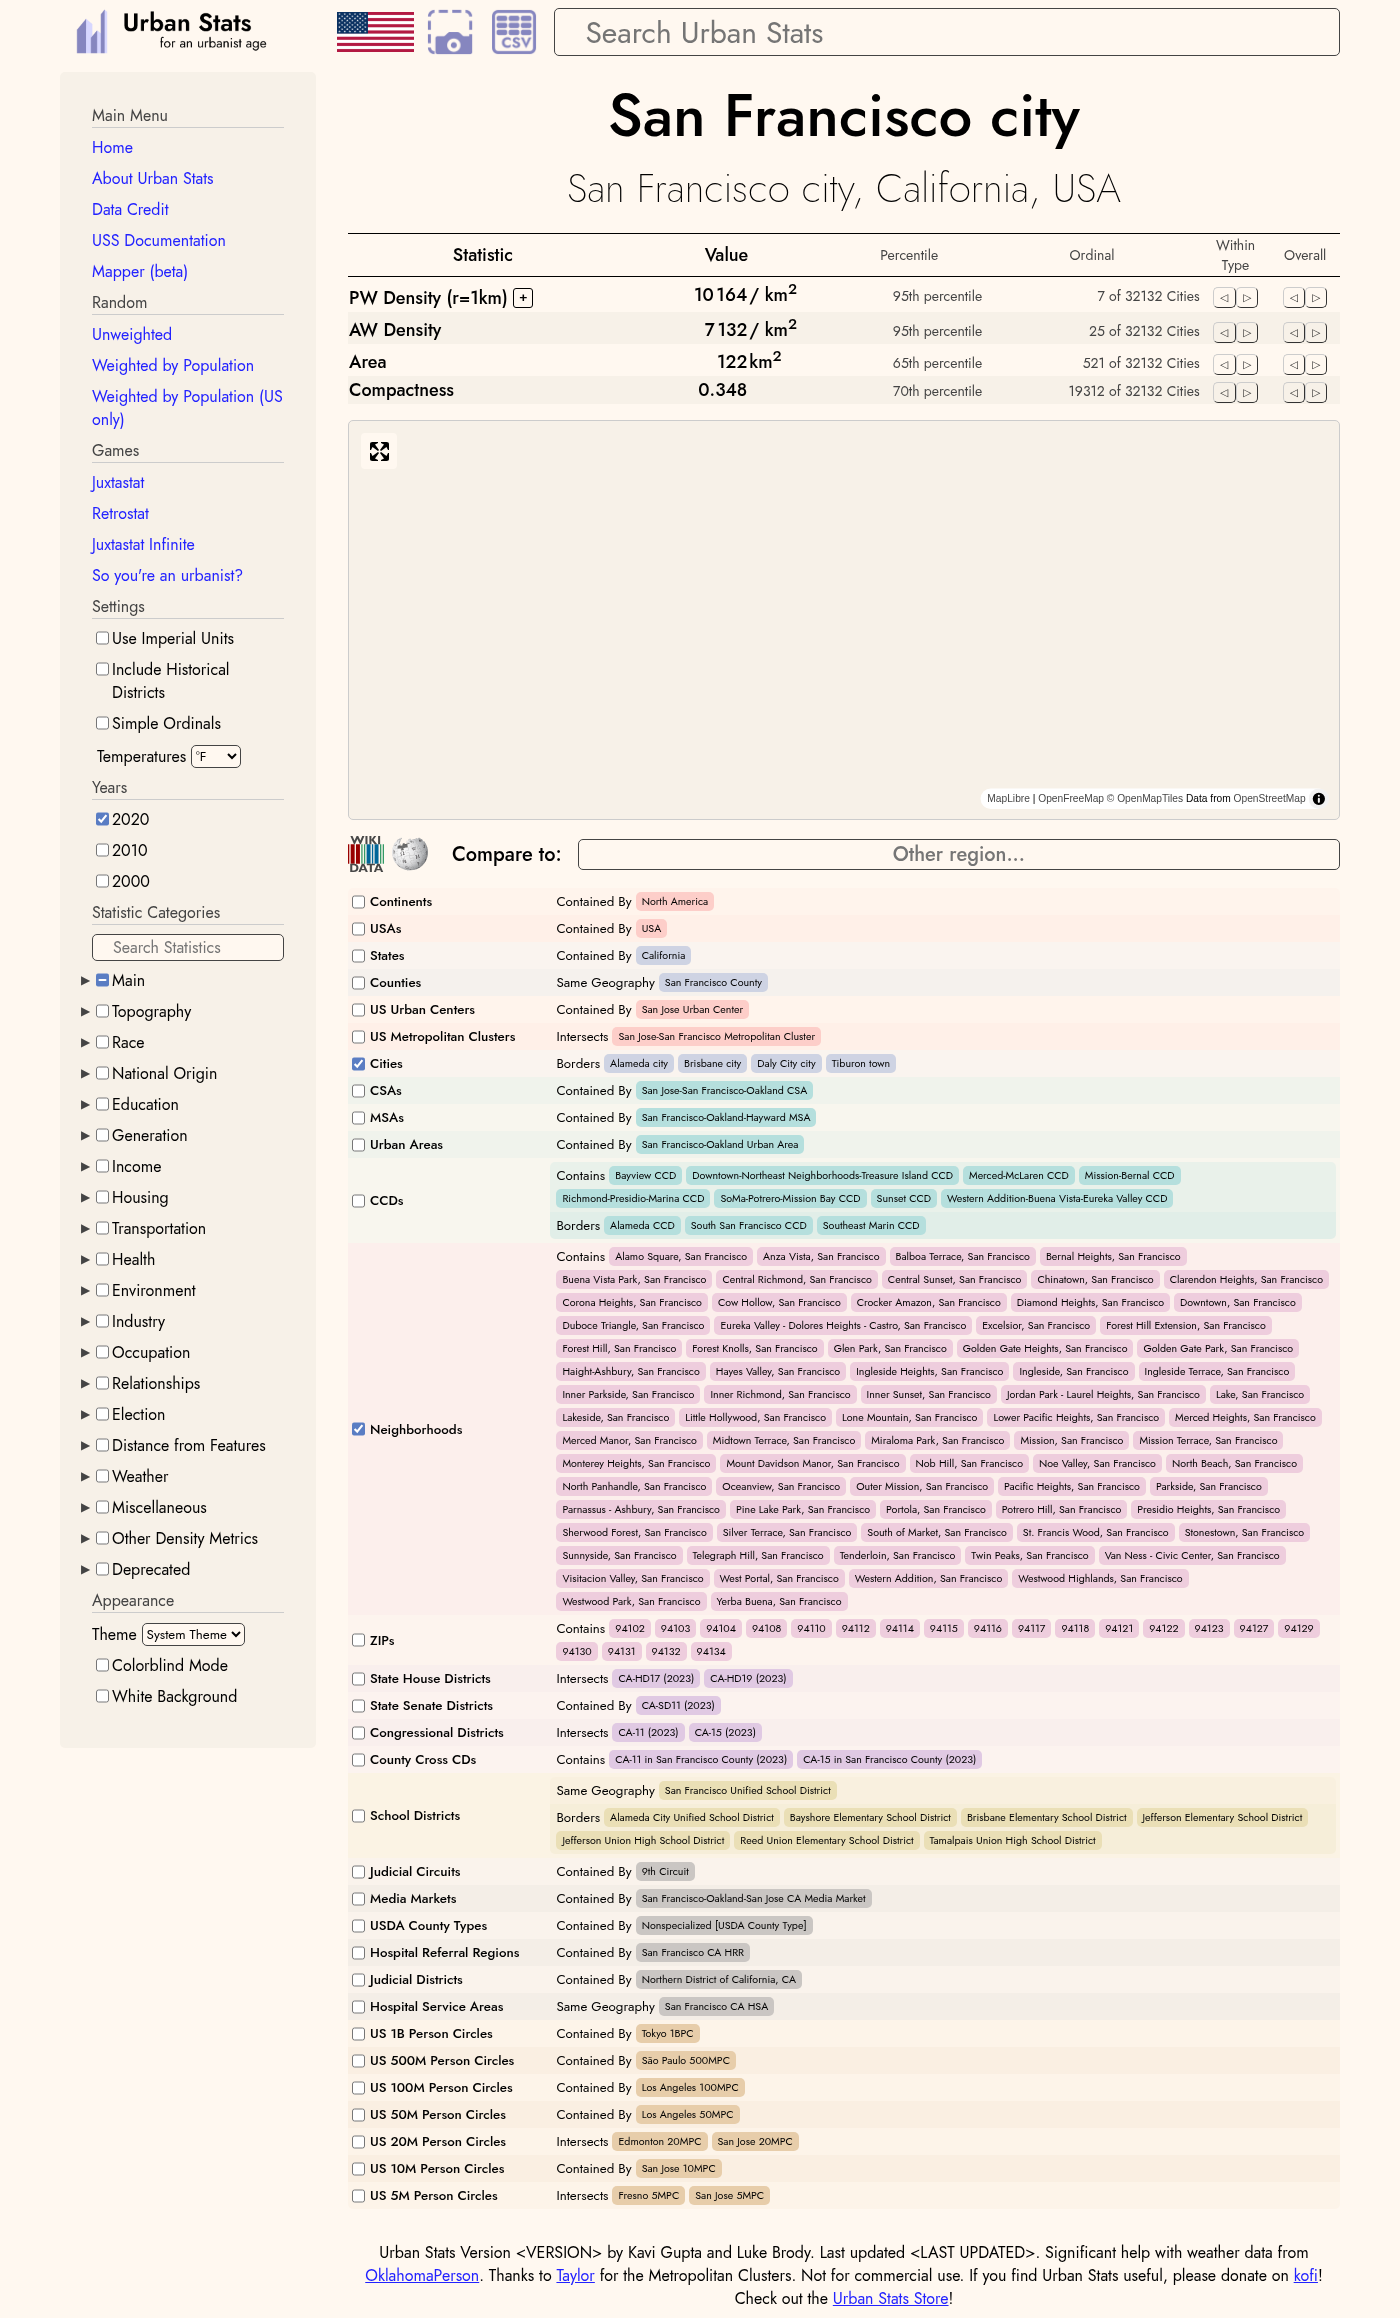 Urban Stats
for an urbanist age
CSV
Search Urban Stats
Main Menu
Home
About Urban Stats
Data Credit
USS Documentation
Mapper (beta)
Random
Unweighted
Weighted by Population
Weighted by Population (US
only)
Games
Juxtastat
Retrostat
Juxtastat Infinite
So you're an urbanist?
Settings
Use Imperial Units
Include Historical
Districts
Simple Ordinals
Temperatures °F
Years
2020
2010
2000
Statistic Categories
Search Statistics
Main
Topography
Race
National Origin
Education
Generation
Income
Housing
Transportation
Health
Environment
Industry
Occupation
Relationships
Election
Distance from Features
Weather
Miscellaneous
Other Density Metrics
Deprecated
Appearance
Theme System Theme
Colorblind Mode
White Background
San Francisco city
San Francisco city, California, USA
Statistic Value Percentile Ordinal Within Type Overall
PW Density (r=1km) + 10 164 / km² 95th percentile 7 of 32132 Cities
AW Density 7 132 / km² 95th percentile 25 of 32132 Cities
Area 122 km² 65th percentile 521 of 32132 Cities
Compactness 0.348 70th percentile 19312 of 32132 Cities
MapLibre | OpenFreeMap © OpenMapTiles Data from OpenStreetMap
WIKI
DATA
Compare to: Other region...
Continents Contained By North America
USAs Contained By USA
States Contained By California
Counties Same Geography San Francisco County
US Urban Centers Contained By San Jose Urban Center
US Metropolitan Clusters Intersects San Jose-San Francisco Metropolitan Cluster
Cities Borders Alameda city Brisbane city Daly City city Tiburon town
CSAs Contained By San Jose-San Francisco-Oakland CSA
MSAs Contained By San Francisco-Oakland-Hayward MSA
Urban Areas Contained By San Francisco-Oakland Urban Area
CCDs
Contains Bayview CCD Downtown-Northeast Neighborhoods-Treasure Island CCD Merced-McLaren CCD Mission-Bernal CCD
Richmond-Presidio-Marina CCD SoMa-Potrero-Mission Bay CCD Sunset CCD Western Addition-Buena Vista-Eureka Valley CCD
Borders Alameda CCD South San Francisco CCD Southeast Marin CCD
Neighborhoods
Contains Alamo Square, San Francisco Anza Vista, San Francisco Balboa Terrace, San Francisco Bernal Heights, San Francisco
Buena Vista Park, San Francisco Central Richmond, San Francisco Central Sunset, San Francisco Chinatown, San Francisco Clarendon Heights, San Francisco
Corona Heights, San Francisco Cow Hollow, San Francisco Crocker Amazon, San Francisco Diamond Heights, San Francisco Downtown, San Francisco
Duboce Triangle, San Francisco Eureka Valley - Dolores Heights - Castro, San Francisco Excelsior, San Francisco Forest Hill Extension, San Francisco
Forest Hill, San Francisco Forest Knolls, San Francisco Glen Park, San Francisco Golden Gate Heights, San Francisco Golden Gate Park, San Francisco
Haight-Ashbury, San Francisco Hayes Valley, San Francisco Ingleside Heights, San Francisco Ingleside, San Francisco Ingleside Terrace, San Francisco
Inner Parkside, San Francisco Inner Richmond, San Francisco Inner Sunset, San Francisco Jordan Park - Laurel Heights, San Francisco Lake, San Francisco
Lakeside, San Francisco Little Hollywood, San Francisco Lone Mountain, San Francisco Lower Pacific Heights, San Francisco Merced Heights, San Francisco
Merced Manor, San Francisco Midtown Terrace, San Francisco Miraloma Park, San Francisco Mission, San Francisco Mission Terrace, San Francisco
Monterey Heights, San Francisco Mount Davidson Manor, San Francisco Nob Hill, San Francisco Noe Valley, San Francisco North Beach, San Francisco
North Panhandle, San Francisco Oceanview, San Francisco Outer Mission, San Francisco Pacific Heights, San Francisco Parkside, San Francisco
Parnassus - Ashbury, San Francisco Pine Lake Park, San Francisco Portola, San Francisco Potrero Hill, San Francisco Presidio Heights, San Francisco
Sherwood Forest, San Francisco Silver Terrace, San Francisco South of Market, San Francisco St. Francis Wood, San Francisco Stonestown, San Francisco
Sunnyside, San Francisco Telegraph Hill, San Francisco Tenderloin, San Francisco Twin Peaks, San Francisco Van Ness - Civic Center, San Francisco
Visitacion Valley, San Francisco West Portal, San Francisco Western Addition, San Francisco Westwood Highlands, San Francisco
Westwood Park, San Francisco Yerba Buena, San Francisco
ZIPs
Contains 94102 94103 94104 94108 94110 94112 94114 94115 94116 94117 94118 94121 94122 94123 94127 94129
94130 94131 94132 94134
State House Districts Intersects CA-HD17 (2023) CA-HD19 (2023)
State Senate Districts Contained By CA-SD11 (2023)
Congressional Districts Intersects CA-11 (2023) CA-15 (2023)
County Cross CDs Contains CA-11 in San Francisco County (2023) CA-15 in San Francisco County (2023)
School Districts
Same Geography San Francisco Unified School District
Borders Alameda City Unified School District Bayshore Elementary School District Brisbane Elementary School District Jefferson Elementary School District
Jefferson Union High School District Reed Union Elementary School District Tamalpais Union High School District
Judicial Circuits Contained By 9th Circuit
Media Markets Contained By San Francisco-Oakland-San Jose CA Media Market
USDA County Types Contained By Nonspecialized [USDA County Type]
Hospital Referral Regions Contained By San Francisco CA HRR
Judicial Districts Contained By Northern District of California, CA
Hospital Service Areas Same Geography San Francisco CA HSA
US 1B Person Circles Contained By Tokyo 1BPC
US 500M Person Circles Contained By São Paulo 500MPC
US 100M Person Circles Contained By Los Angeles 100MPC
US 50M Person Circles Contained By Los Angeles 50MPC
US 20M Person Circles Intersects Edmonton 20MPC San Jose 20MPC
US 10M Person Circles Contained By San Jose 10MPC
US 5M Person Circles Intersects Fresno 5MPC San Jose 5MPC
Urban Stats Version <VERSION> by Kavi Gupta and Luke Brody. Last updated <LAST UPDATED>. Significant help with weather data from
OklahomaPerson. Thanks to Taylor for the Metropolitan Clusters. Not for commercial use. If you find Urban Stats useful, please donate on kofi!
Check out the Urban Stats Store!